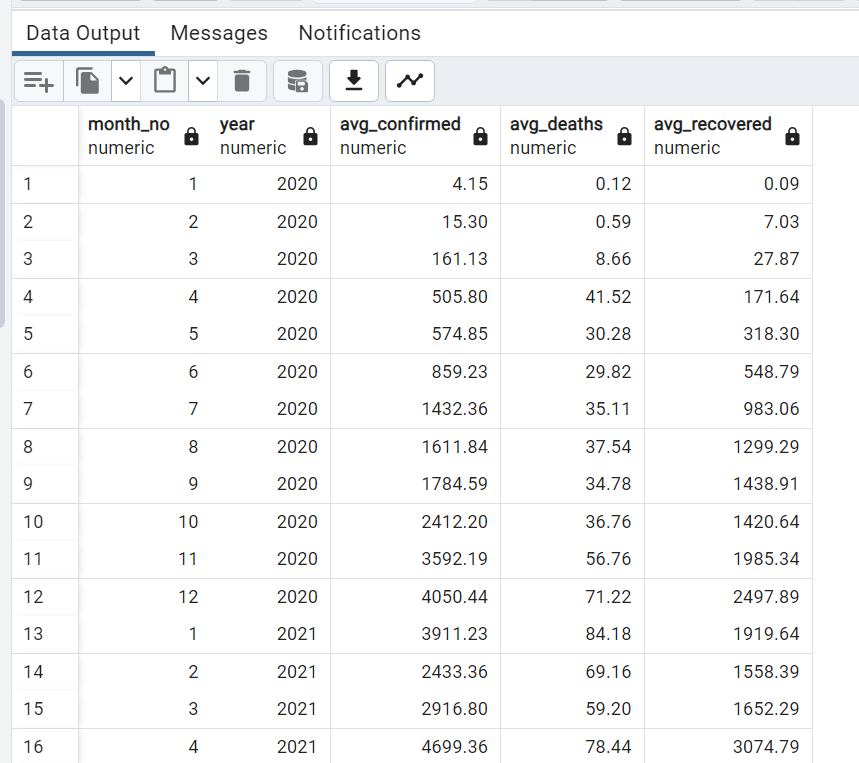 Data Output Messages Notifications
month_no year avg_confirmed avg_deaths avg_recovered
numeric numeric numeric numeric numeric
1 1 2020 4.15 0.12 0.09
2 2 2020 15.30 0.59 7.03
3 3 2020 161.13 8.66 27.87
4 4 2020 505.80 41.52 171.64
5 5 2020 574.85 30.28 318.30
6 6 2020 859.23 29.82 548.79
7 7 2020 1432.36 35.11 983.06
8 8 2020 1611.84 37.54 1299.29
9 9 2020 1784.59 34.78 1438.91
10 10 2020 2412.20 36.76 1420.64
11 11 2020 3592.19 56.76 1985.34
12 12 2020 4050.44 71.22 2497.89
13 1 2021 3911.23 84.18 1919.64
14 2 2021 2433.36 69.16 1558.39
15 3 2021 2916.80 59.20 1652.29
16 4 2021 4699.36 78.44 3074.79